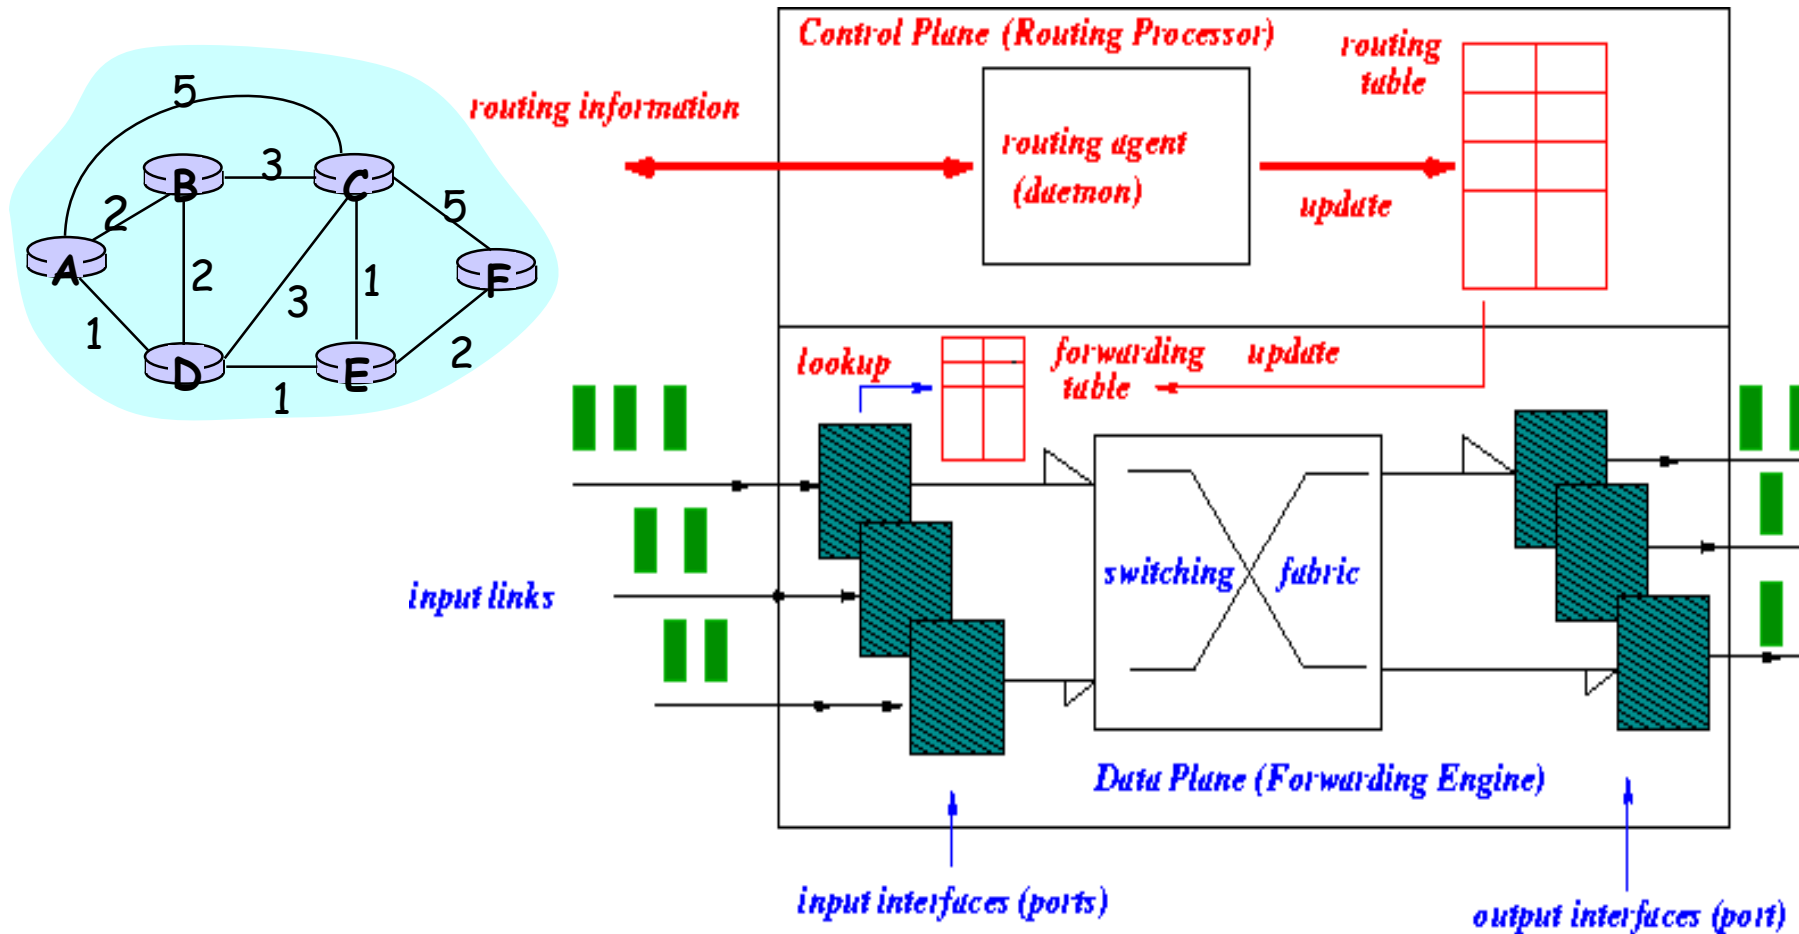 5
B
3
C
2
5
A
2
3
1
F
1
D
E
2
1
Control Plane (Routing Processor)
routing
table
routing information
routing agent
(daemon)
update
lookup
forwarding
table
update
input links
switching
fabric
Data Plane (Forwarding Engine)
input interfaces (ports)
output interfaces (port)